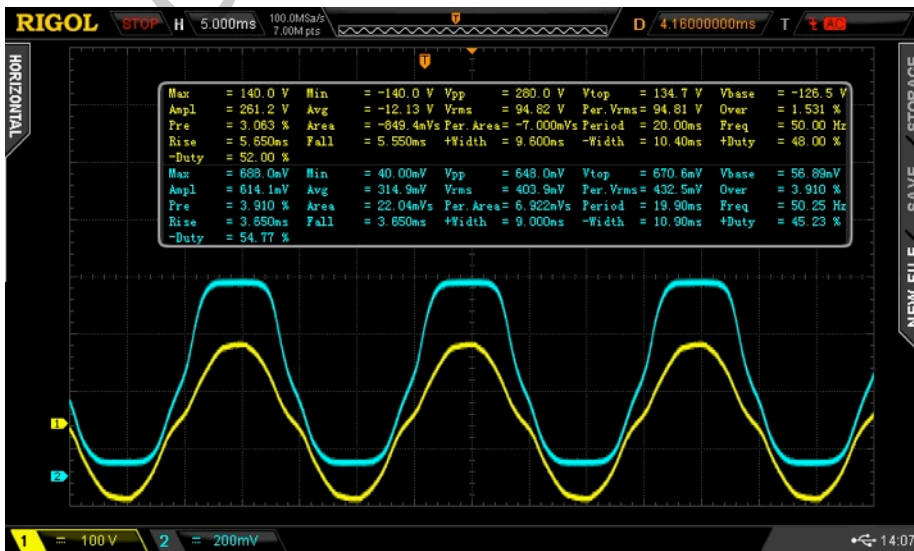 RIGOL STOP H 5.000ms 100.0MSa/s 7.00M pts D 4.16000000ms T AC
HORIZONTAL
Max = 140.0 V Min = -140.0 V Vpp = 280.0 V Vtop = 134.7 V Vbase = -126.5 V
Ampl = 261.2 V Avg = -12.13 V Vrms = 94.82 V Per.Vrms= 94.81 V Over = 1.531 %
Pre = 3.063 % Area = -849.4mVs Per.Area= -7.000mVs Period = 20.00ms Freq = 50.00 Hz
Rise = 5.650ms Fall = 5.550ms +Width = 9.600ms -Width = 10.40ms +Duty = 48.00 %
-Duty = 52.00 %
Max = 688.0mV Min = 40.00mV Vpp = 648.0mV Vtop = 670.6mV Vbase = 56.89mV
Ampl = 614.1mV Avg = 314.9mV Vrms = 403.9mV Per.Vrms= 432.5mV Over = 3.910 %
Pre = 3.910 % Area = 22.04mVs Per.Area= 6.922mVs Period = 19.90ms Freq = 50.25 Hz
Rise = 3.650ms Fall = 3.650ms +Width = 9.000ms -Width = 10.90ms +Duty = 45.23 %
-Duty = 54.77 %
STORAGE
SAVE
NEW FILE
T
T
1
2
1 = 100 V 2 = 200mV 14:07